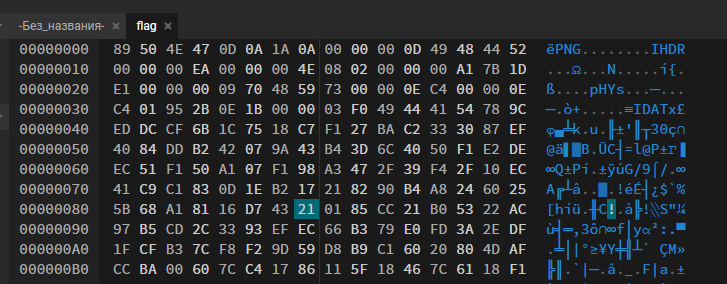 -Без_названия- × flag ×
00000000 89 50 4E 47 0D 0A 1A 0A 00 00 00 0D 49 48 44 52 ëPNG........IHDR
00000010 00 00 00 EA 00 00 00 4E 08 02 00 00 00 A1 7B 1D ...Ω...N.....í{.
00000020 E1 00 00 00 09 70 48 59 73 00 00 0E C4 00 00 0E ß....pHYs...─...
00000030 C4 01 95 2B 0E 1B 00 00 03 F0 49 44 41 54 78 9C ─.ò+.....≡IDATx£
00000040 ED DC CF 6B 1C 75 18 C7 F1 27 BA C2 33 30 87 EF φ▄╧k.u.╟±'║┬30ç∩
00000050 40 84 DD B2 42 07 9A 43 B4 3D 6C 40 50 F1 E2 DE @ä▌▓B.ÜC┤=l@P±Γ▐
00000060 EC 51 F1 50 A1 07 F1 98 A3 47 2F 39 F4 2F 10 EC ∞Q±Pí.±ÿúG/9⌠/.∞
00000070 41 C9 C1 83 0D 1E B2 17 21 82 90 B4 A8 24 60 25 A╔┴â..▓.!éÉ┤¿$`%
00000080 5B 68 A1 81 16 D7 43 21 01 85 CC 21 B0 53 22 AC [híü.╫C!.à╠!░S"¼
00000090 97 B5 CD 2C 33 93 EF EC 66 B3 79 E0 FD 3A 2E DF ù╡═,3ô∩∞f│yα²:.▀
000000A0 1F CF B3 7C F8 F2 9D 59 D8 B9 C1 60 20 80 4D AF .╧│|°≥¥Y╪╣┴` ÇM»
000000B0 CC BA 00 60 7C C4 17 86 11 5F 18 46 7C 61 18 F1 ╠║.`|─.å._.F|a.±